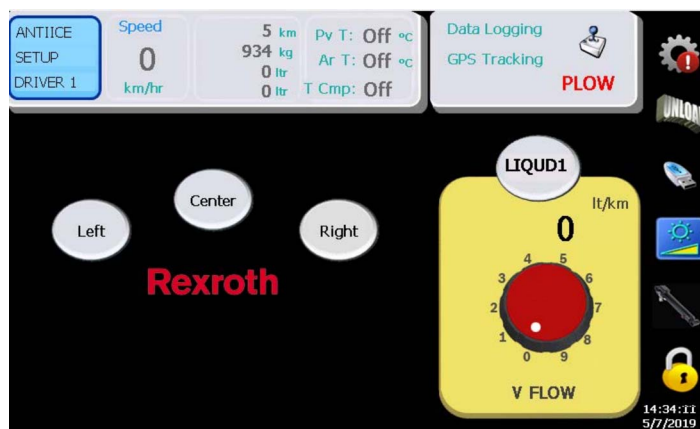 ANTIICE
SETUP
DRIVER 1
Speed
0
km/hr
5 km
934 kg
0 ltr
0 ltr
Pv T: Off °C
Ar T: Off °C
T Cmp: Off
Data Logging
GPS Tracking
PLOW
UNLOA
Left
Center
Right
Rexroth
LIQUD1
lt/km
0
0 1 2 3 4 5 6 7 8 9
V FLOW
14:34:11
5/7/2019